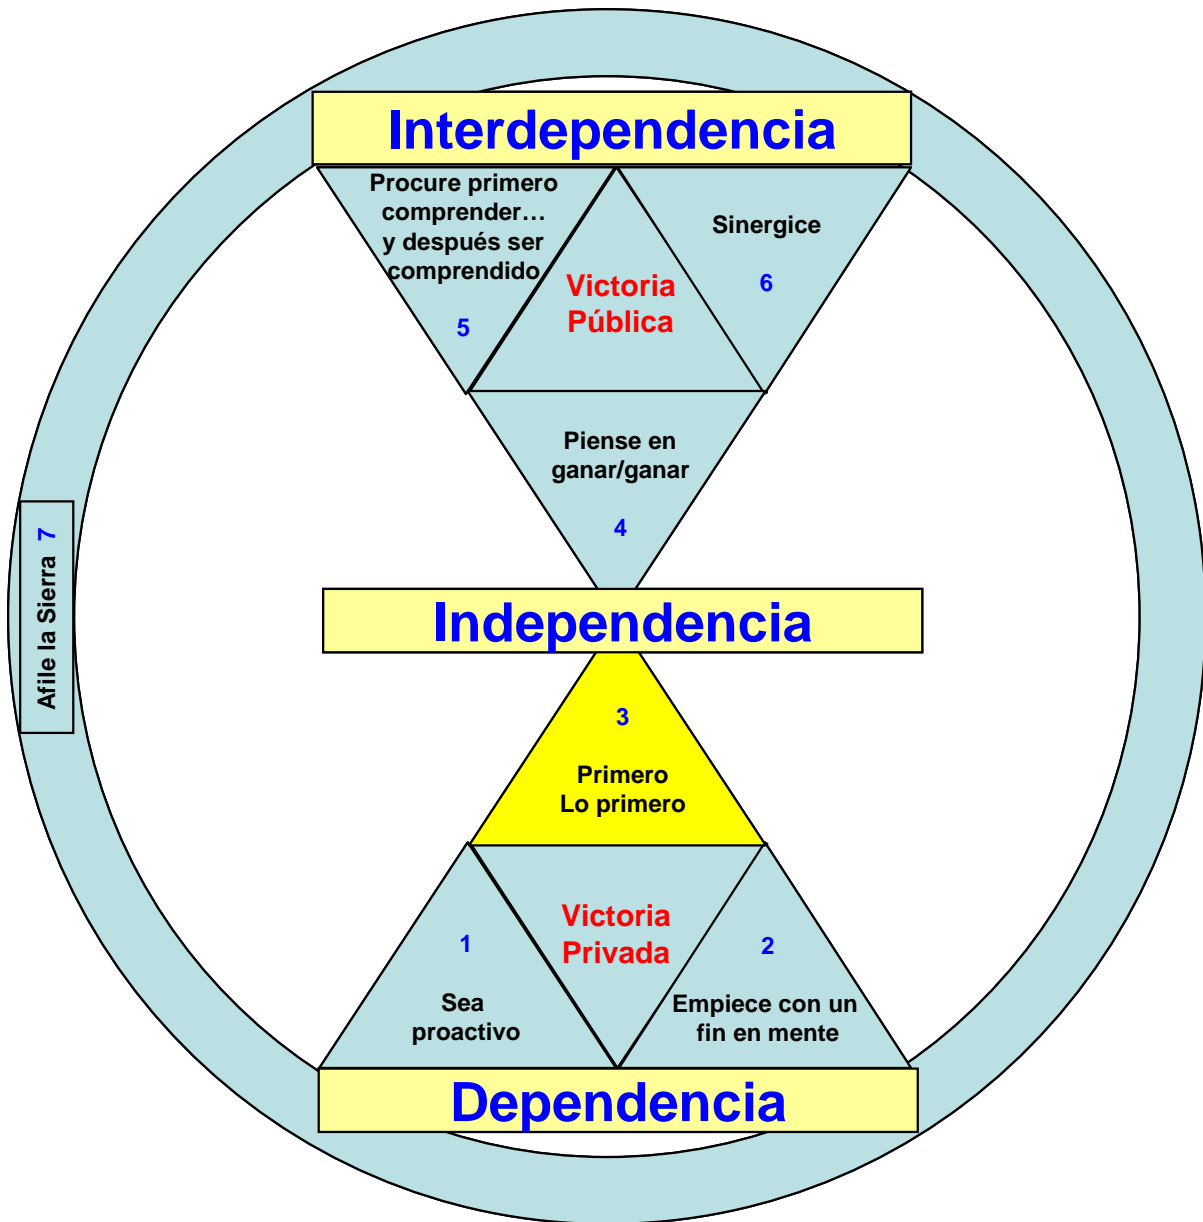 Interdependencia
Procure primero
comprender…
y después ser
comprendido
5
Victoria
Pública
Sinergice
6
Piense en
ganar/ganar
4
Afile la Sierra 7
Independencia
3
Primero
Lo primero
1
Sea
proactivo
Victoria
Privada
2
Empiece con un
fin en mente
Dependencia